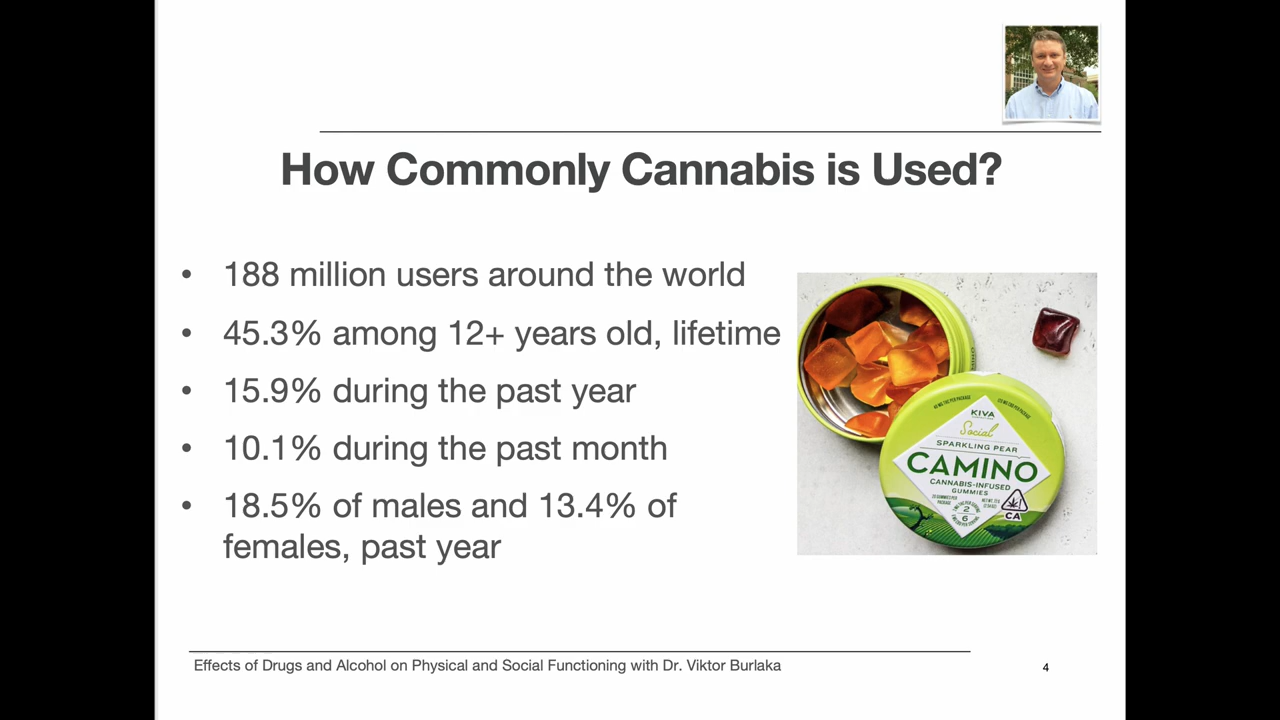 How Commonly Cannabis is Used?
• 188 million users around the world
• 45.3% among 12+ years old, lifetime
• 15.9% during the past year
• 10.1% during the past month
• 18.5% of males and 13.4% of
females, past year
KIVA
Social
SPARKLING PEAR
CAMINO
CANNABIS-INFUSED
GUMMIES
2
6
CA
Effects of Drugs and Alcohol on Physical and Social Functioning with Dr. Viktor Burlaka
4